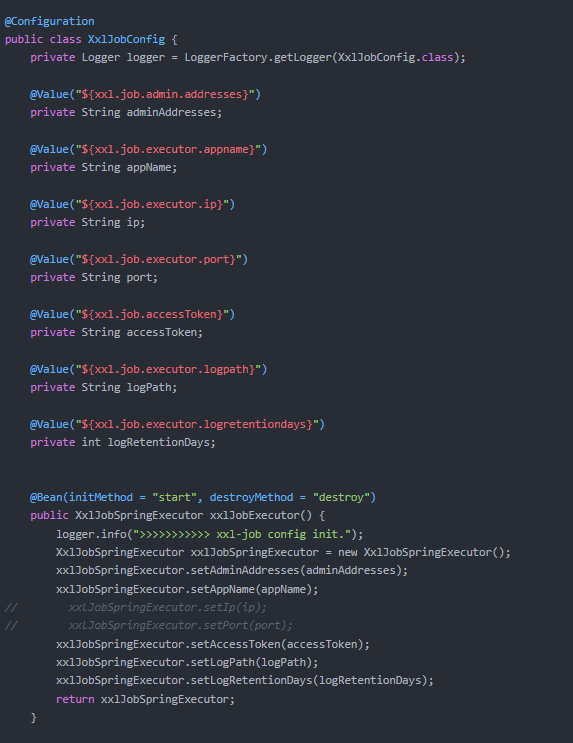 @Configuration
public class XxlJobConfig {
    private Logger logger = LoggerFactory.getLogger(XxlJobConfig.class);
    @Value("${xxl.job.admin.addresses}")
    private String adminAddresses;
    @Value("${xxl.job.executor.appname}")
    private String appName;
    @Value("${xxl.job.executor.ip}")
    private String ip;
    @Value("${xxl.job.executor.port}")
    private String port;
    @Value("${xxl.job.accessToken}")
    private String accessToken;
    @Value("${xxl.job.executor.logpath}")
    private String logPath;
    @Value("${xxl.job.executor.logretentiondays}")
    private int logRetentionDays;
    @Bean(initMethod = "start", destroyMethod = "destroy")
    public XxlJobSpringExecutor xxlJobExecutor() {
        logger.info(">>>>>>>>>>> xxl-job config init.");
        XxlJobSpringExecutor xxlJobSpringExecutor = new XxlJobSpringExecutor();
        xxlJobSpringExecutor.setAdminAddresses(adminAddresses);
        xxlJobSpringExecutor.setAppName(appName);
//        xxlJobSpringExecutor.setIp(ip);
//        xxlJobSpringExecutor.setPort(port);
        xxlJobSpringExecutor.setAccessToken(accessToken);
        xxlJobSpringExecutor.setLogPath(logPath);
        xxlJobSpringExecutor.setLogRetentionDays(logRetentionDays);
        return xxlJobSpringExecutor;
    }